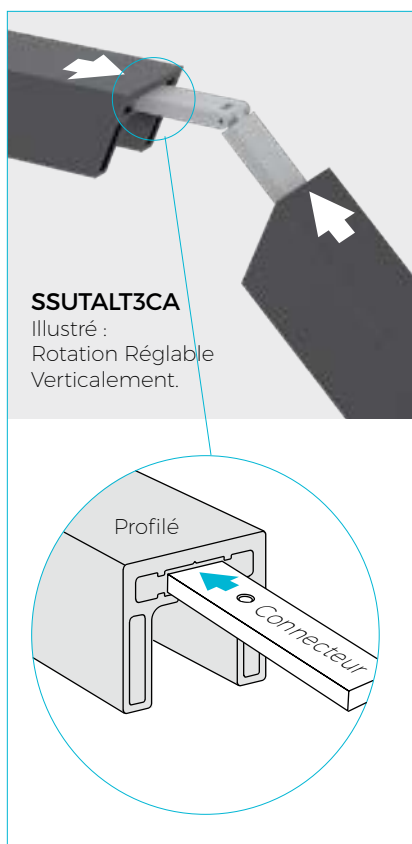 SSUTALT3CA
Illustré :
Rotation Réglable
Verticalement.
Profilé
Connecteur